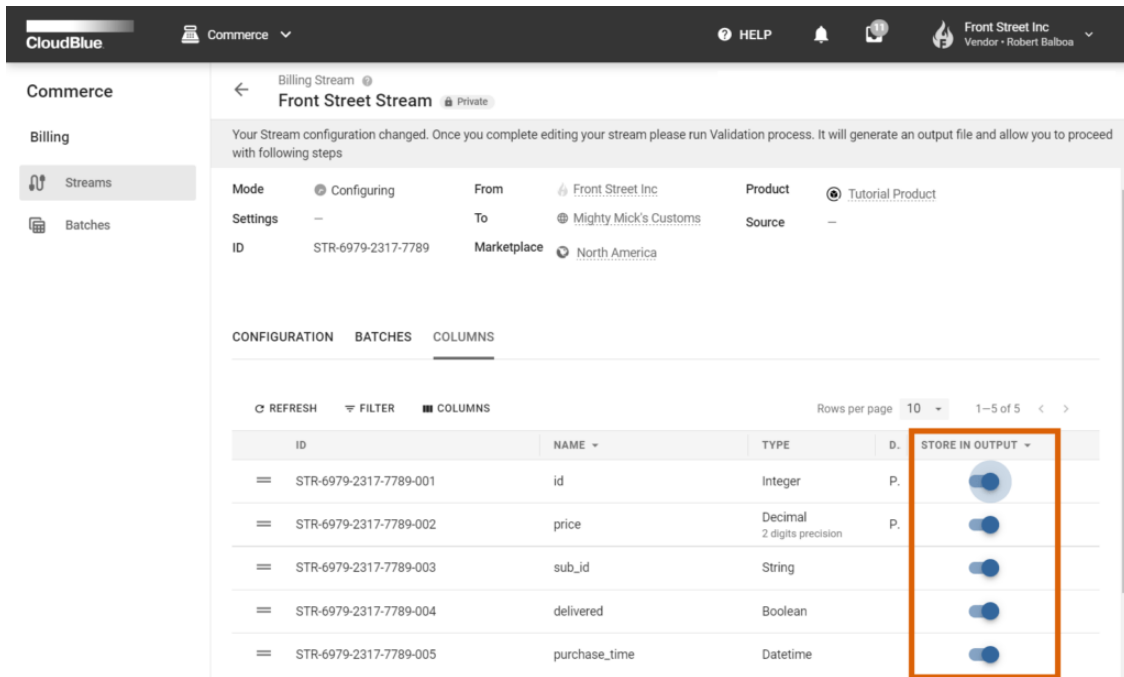 CloudBlue
Commerce
HELP
11
Front Street Inc
Vendor • Robert Balboa
Commerce
Billing
Streams
Batches
Billing Stream
Front Street Stream Private
Your Stream configuration changed. Once you complete editing your stream please run Validation process. It will generate an output file and allow you to proceed
with following steps
Mode Configuring From Front Street Inc Product Tutorial Product
Settings — To Mighty Mick's Customs Source —
ID STR-6979-2317-7789 Marketplace North America
CONFIGURATION BATCHES COLUMNS
REFRESH FILTER COLUMNS Rows per page 10 1–5 of 5
ID NAME TYPE D. STORE IN OUTPUT
STR-6979-2317-7789-001 id Integer P.
STR-6979-2317-7789-002 price Decimal P.
2 digits precision
STR-6979-2317-7789-003 sub_id String
STR-6979-2317-7789-004 delivered Boolean
STR-6979-2317-7789-005 purchase_time Datetime